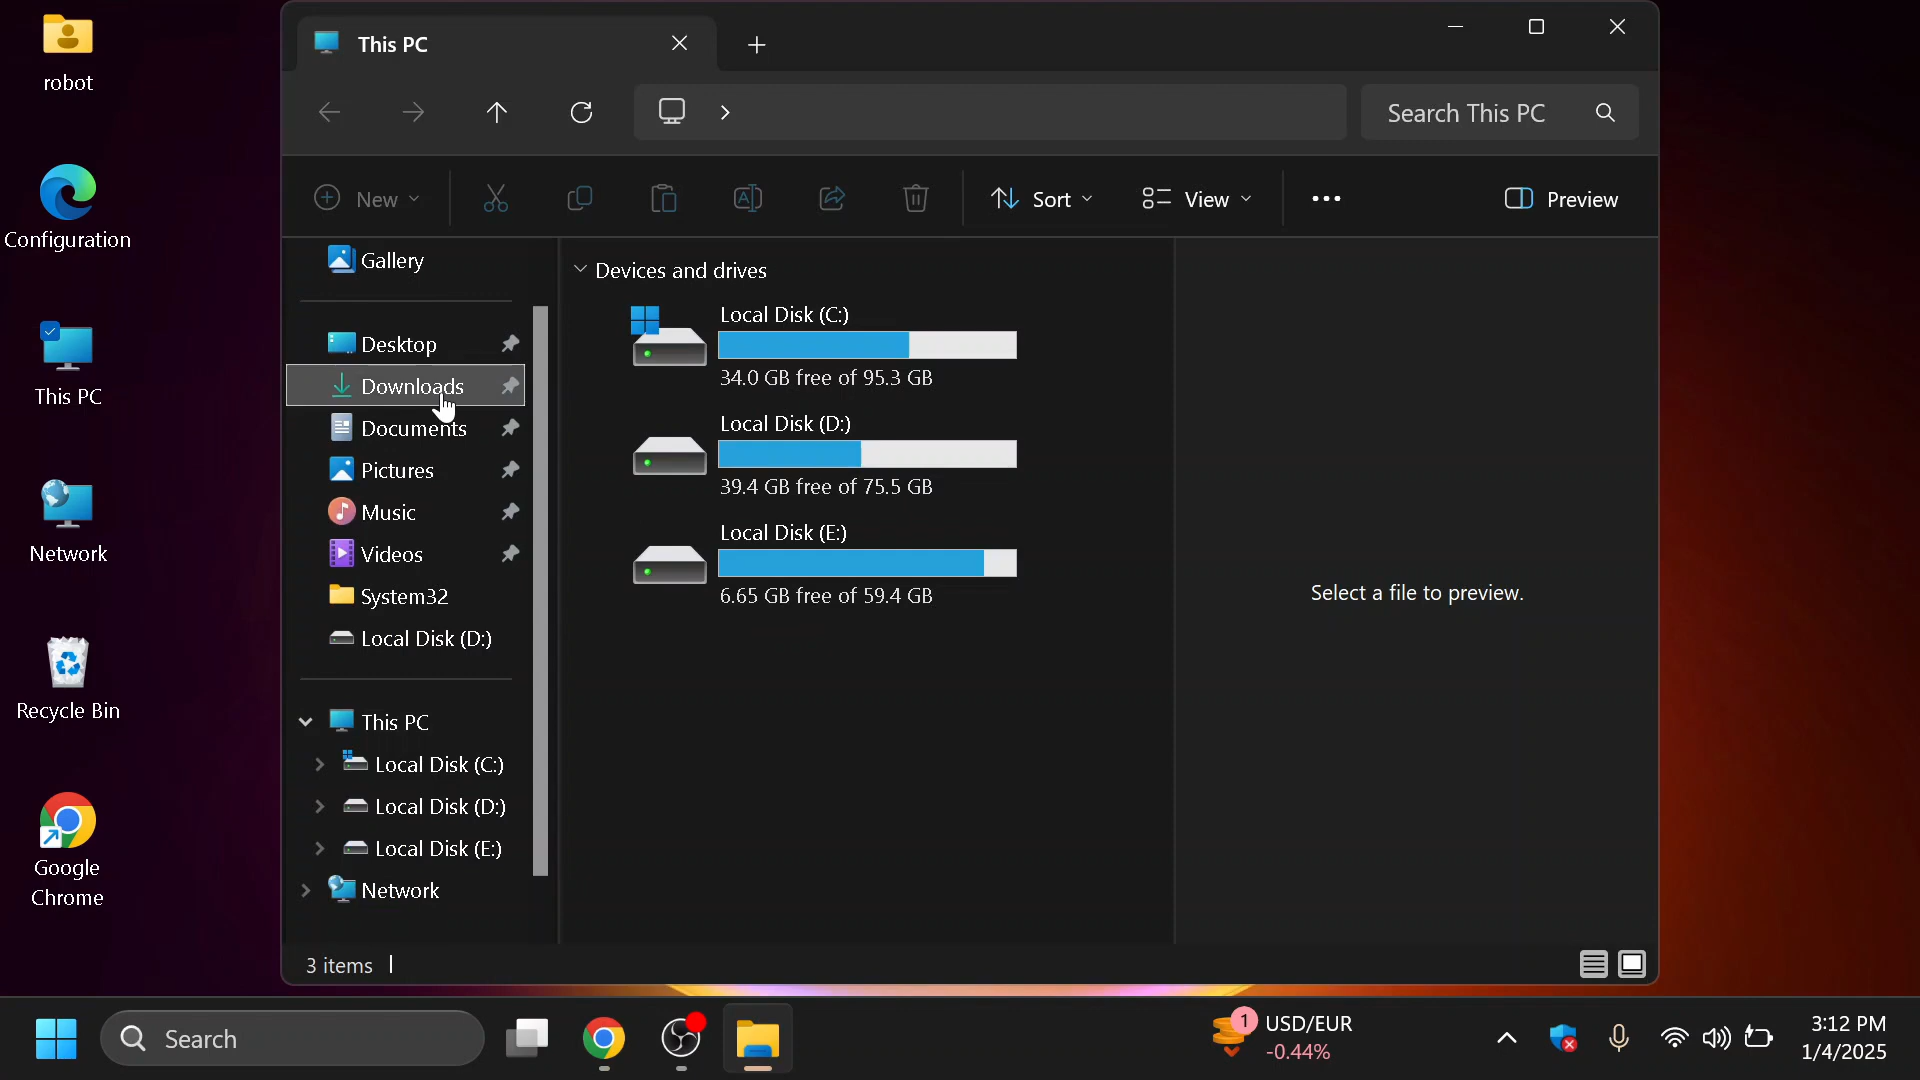 robot
Configuration
This PC
Network
Recycle Bin
Google
Chrome
This PC
Search This PC
New
Sort
View
Preview
Gallery
Desktop
Downloads
Documents
Pictures
Music
Videos
System32
Local Disk (D:)
This PC
Local Disk (C:)
Local Disk (D:)
Local Disk (E:)
Network
Devices and drives
Local Disk (C:)
34.0 GB free of 95.3 GB
Local Disk (D:)
39.4 GB free of 75.5 GB
Local Disk (E:)
6.65 GB free of 59.4 GB
Select a file to preview.
3 items
Search
1
USD/EUR
-0.44%
3:12 PM
1/4/2025